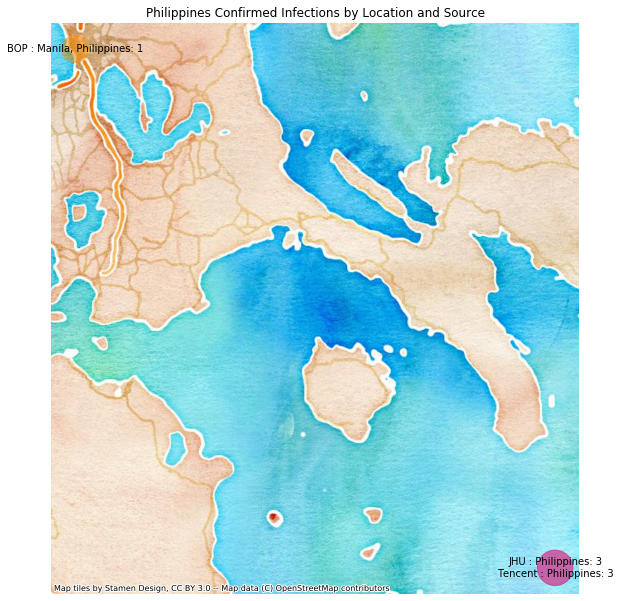 Philippines Confirmed Infections by Location and Source
BOP : Manila, Philippines: 1
JHU : Philippines: 3
Tencent : Philippines: 3
Map tiles by Stamen Design, CC BY 3.0 -- Map data (C) OpenStreetMap contributors